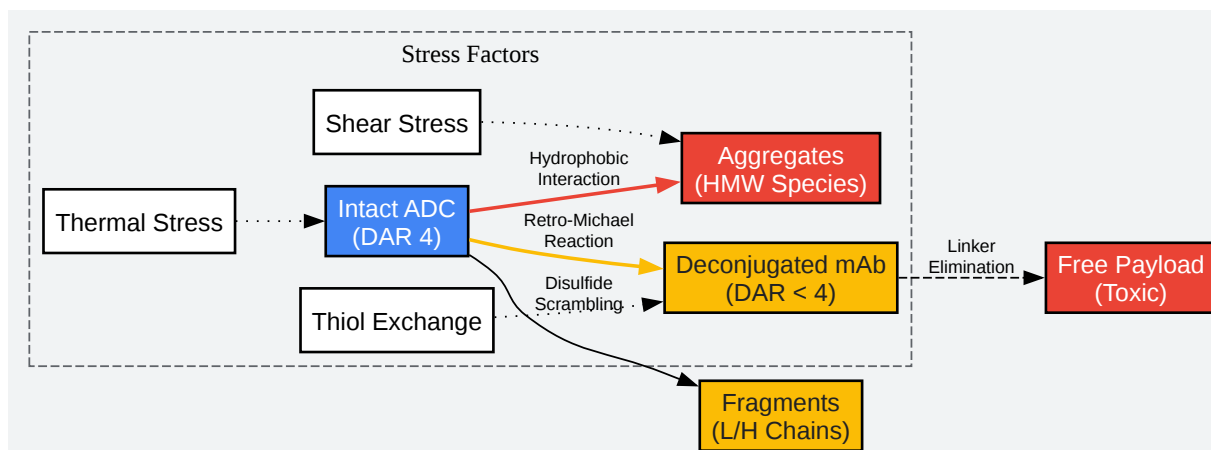 Stress Factors
Shear Stress
Thermal Stress
Intact ADC
(DAR 4)
Hydrophobic
Interaction
Aggregates
(HMW Species)
Retro-Michael
Reaction
Deconjugated mAb
(DAR < 4)
Linker
Elimination
Free Payload
(Toxic)
Disulfide
Scrambling
Thiol Exchange
Fragments
(L/H Chains)